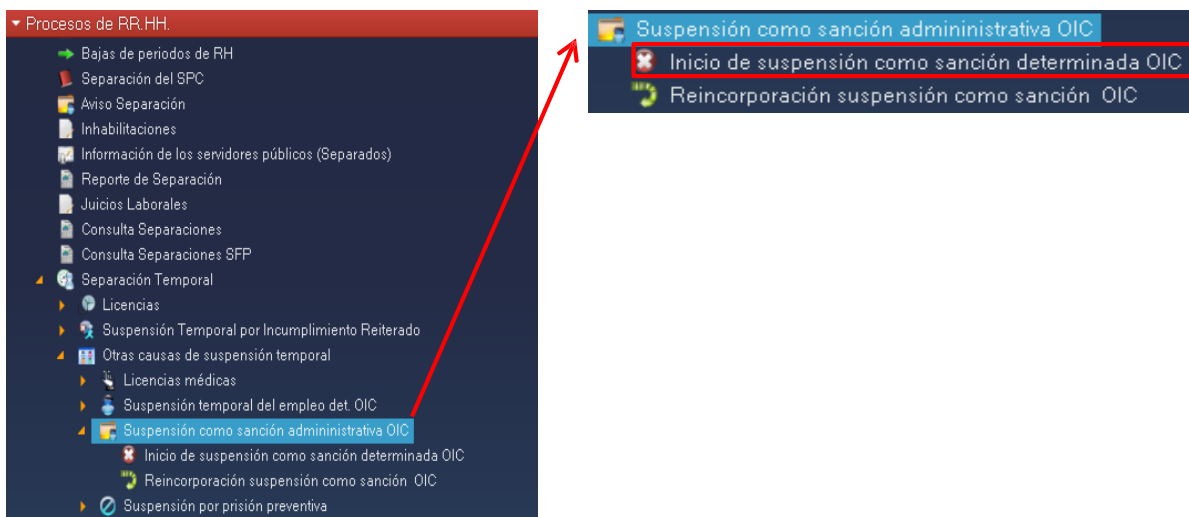 Procesos de RR.HH.
Bajas de periodos de RH
Separación del SPC
Aviso Separación
Inhabilitaciones
Información de los servidores públicos (Separados)
Reporte de Separación
Juicios Laborales
Consulta Separaciones
Consulta Separaciones SFP
Separación Temporal
Licencias
Suspensión Temporal por Incumplimiento Reiterado
Otras causas de suspensión temporal
Licencias médicas
Suspensión temporal del empleo det. OIC
Suspensión como sanción admininistrativa OIC
Inicio de suspensión como sanción determinada OIC
Reincorporación suspensión como sanción OIC
Suspensión por prisión preventiva
Suspensión como sanción admininistrativa OIC
Inicio de suspensión como sanción determinada OIC
Reincorporación suspensión como sanción OIC